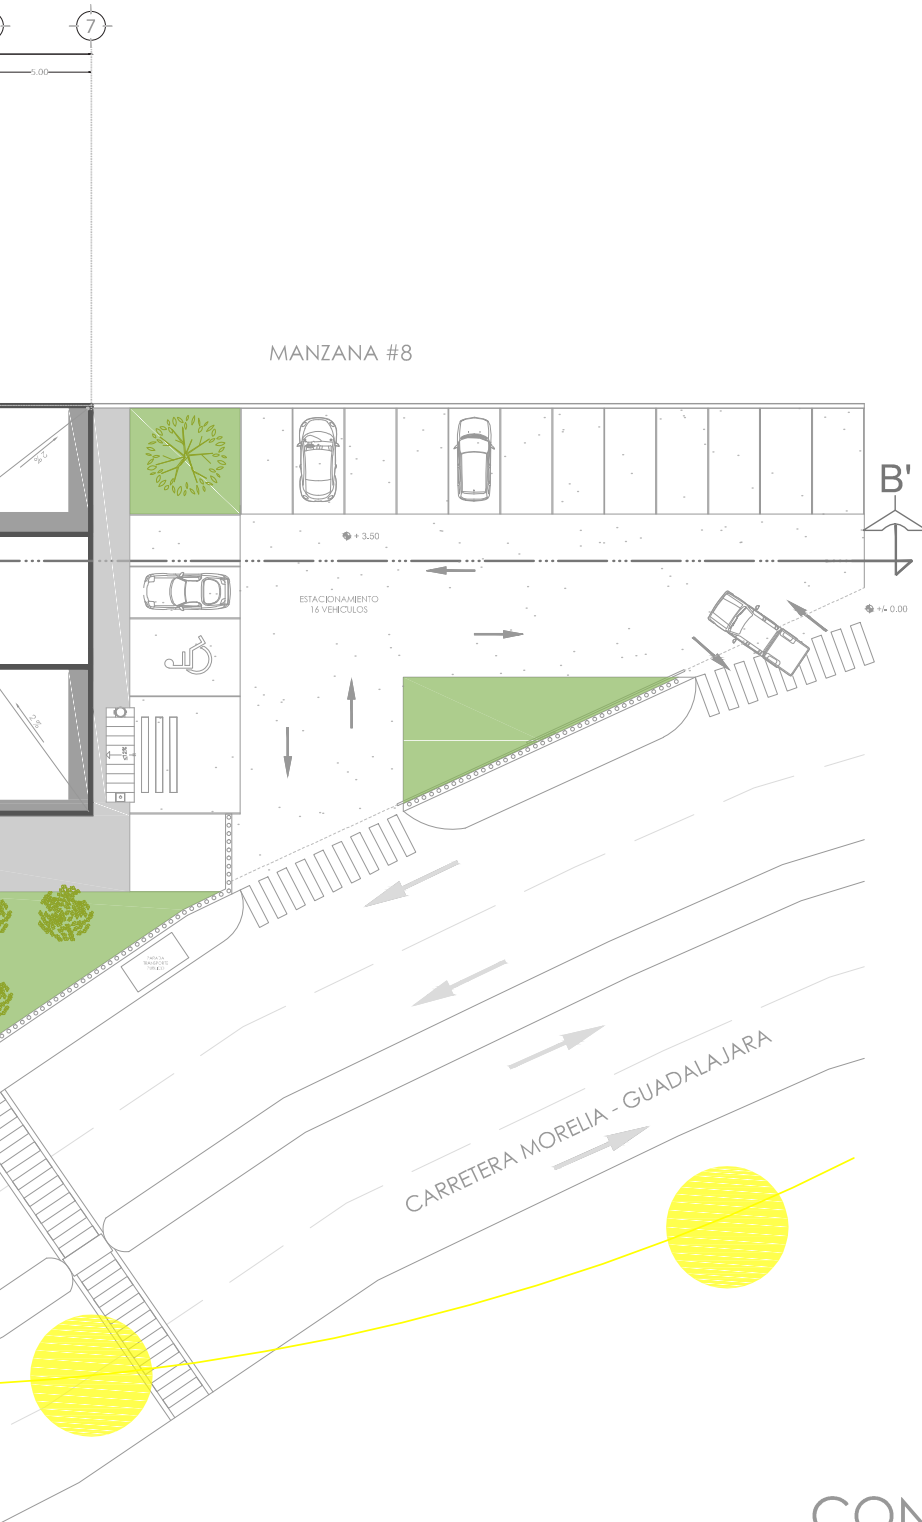 7
5.00
MANZANA #8
B'
+ 3.50
ESTACIONAMIENTO
16 VEHICULOS
+/- 0.00
CARRETERA MORELIA - GUADALAJARA
CON